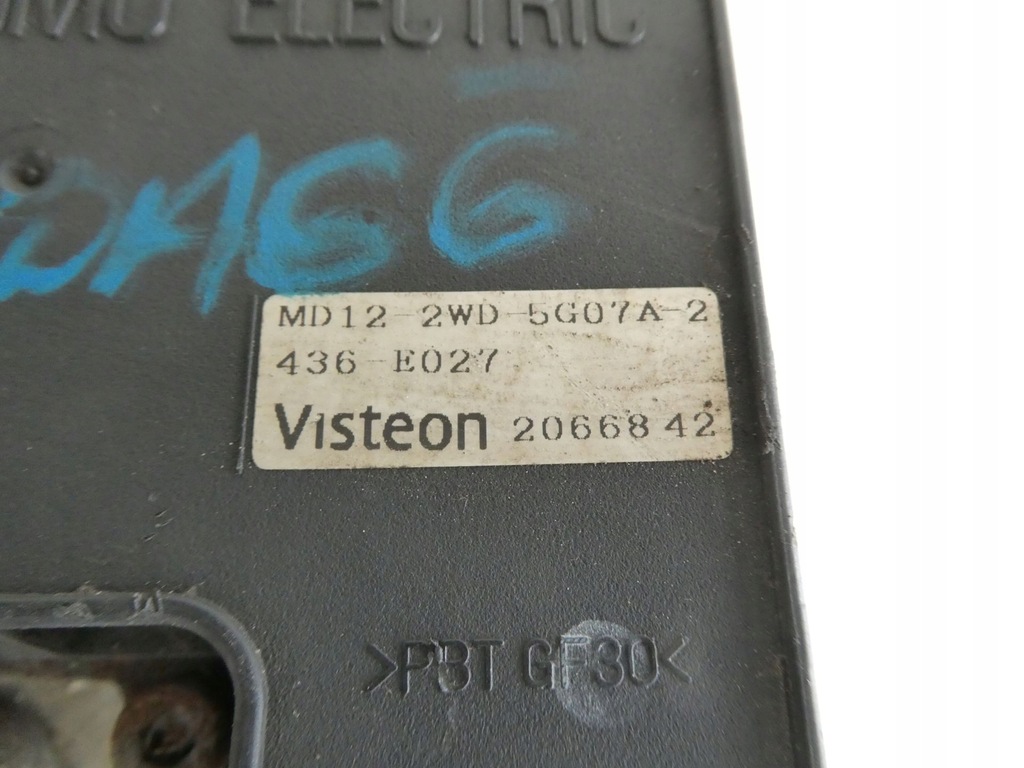 ELECTRIC
MD12-2WD-5G07A-2
436-E027
Visteon 2066842
>PBT GF30<